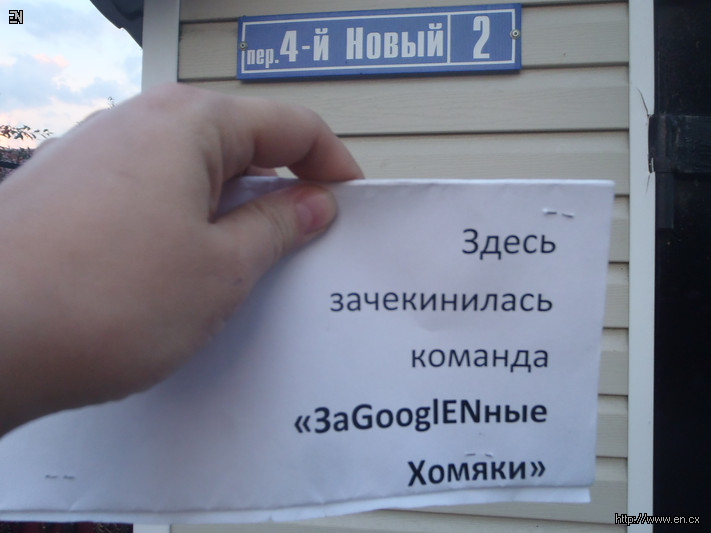 EN
пер. 4-й Новый 2
Здесь
зачекинилась
команда
«ЗаGooglENные
Хомяки»
http://www.en.cx